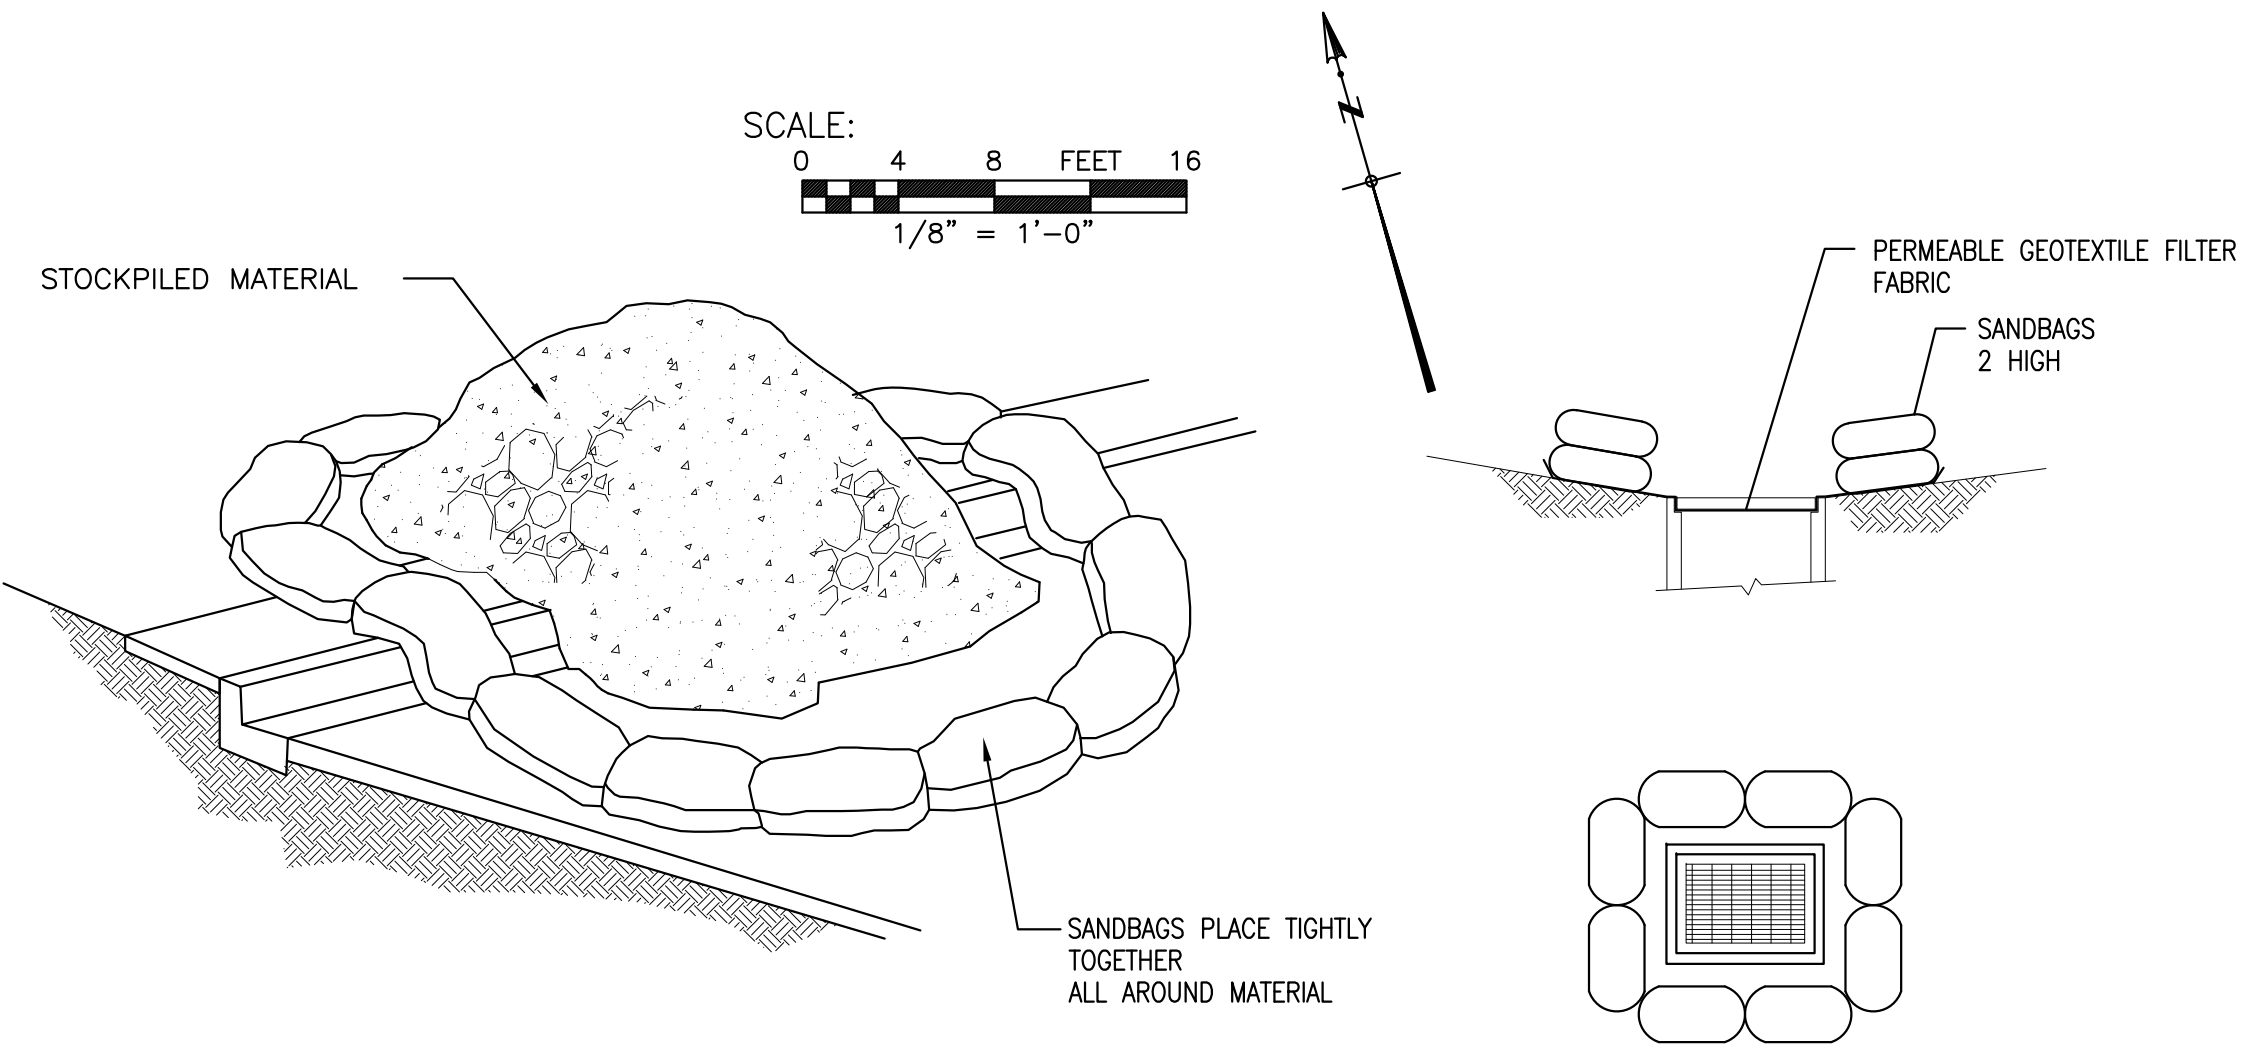 SCALE:
0 4 8 FEET 16
1/8" = 1'-0"
N
STOCKPILED MATERIAL
PERMEABLE GEOTEXTILE FILTER
FABRIC
SANDBAGS
2 HIGH
SANDBAGS PLACE TIGHTLY
TOGETHER
ALL AROUND MATERIAL